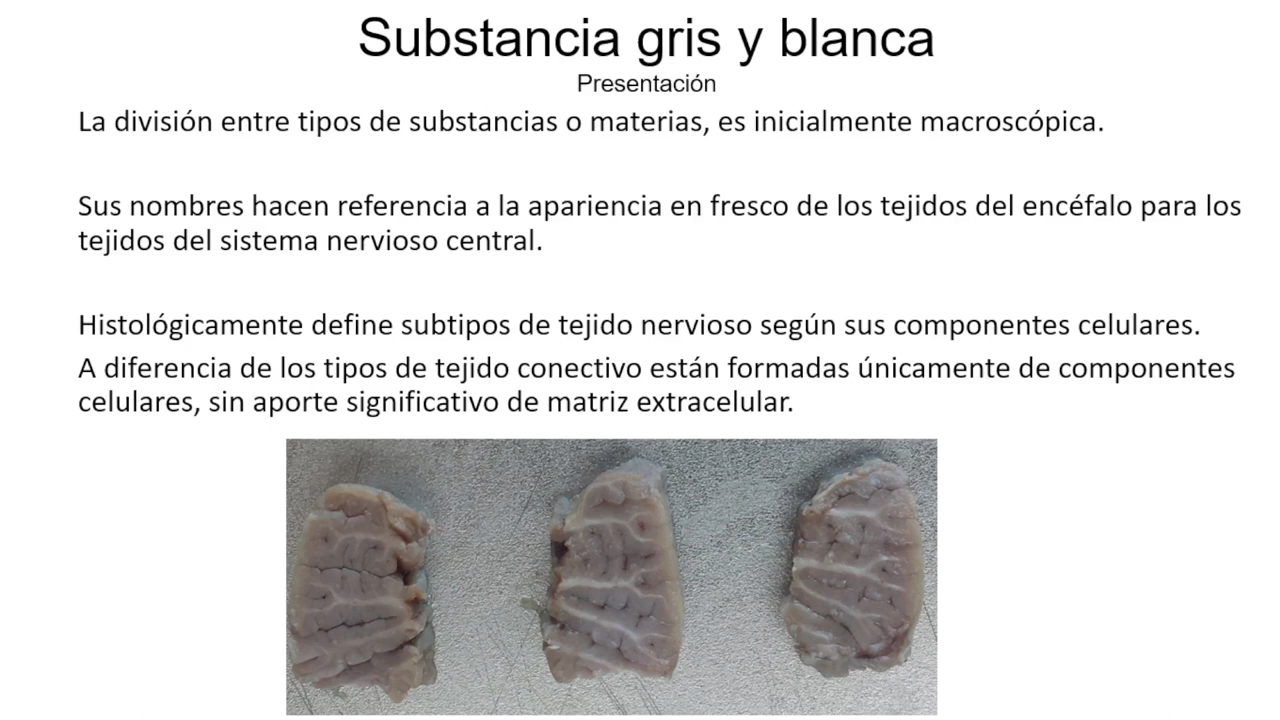 Substancia gris y blanca
Presentación
La división entre tipos de substancias o materias, es inicialmente macroscópica.
Sus nombres hacen referencia a la apariencia en fresco de los tejidos del encéfalo para los
tejidos del sistema nervioso central.
Histológicamente define subtipos de tejido nervioso según sus componentes celulares.
A diferencia de los tipos de tejido conectivo están formadas únicamente de componentes
celulares, sin aporte significativo de matriz extracelular.